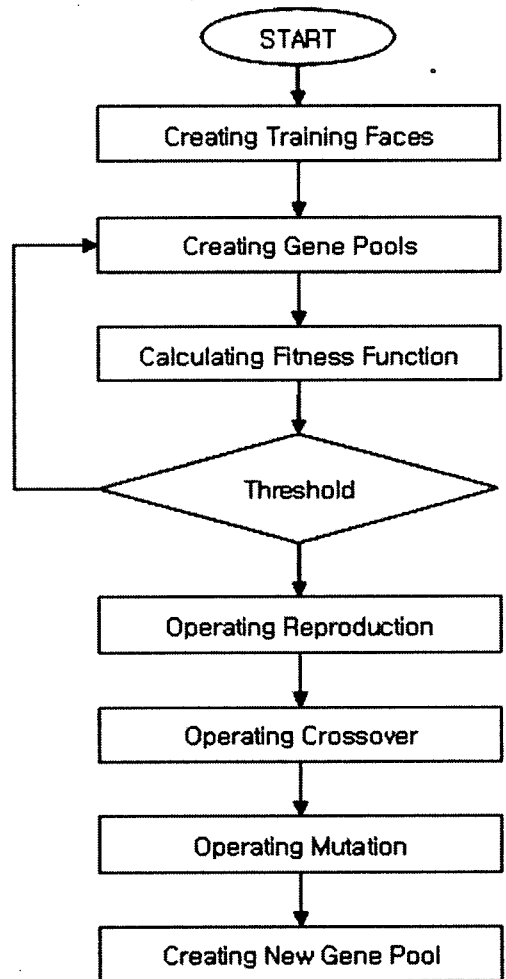 START
Creating Training Faces
Creating Gene Pools
Calculating Fitness Function
Threshold
Operating Reproduction
Operating Crossover
Operating Mutation
Creating New Gene Pool